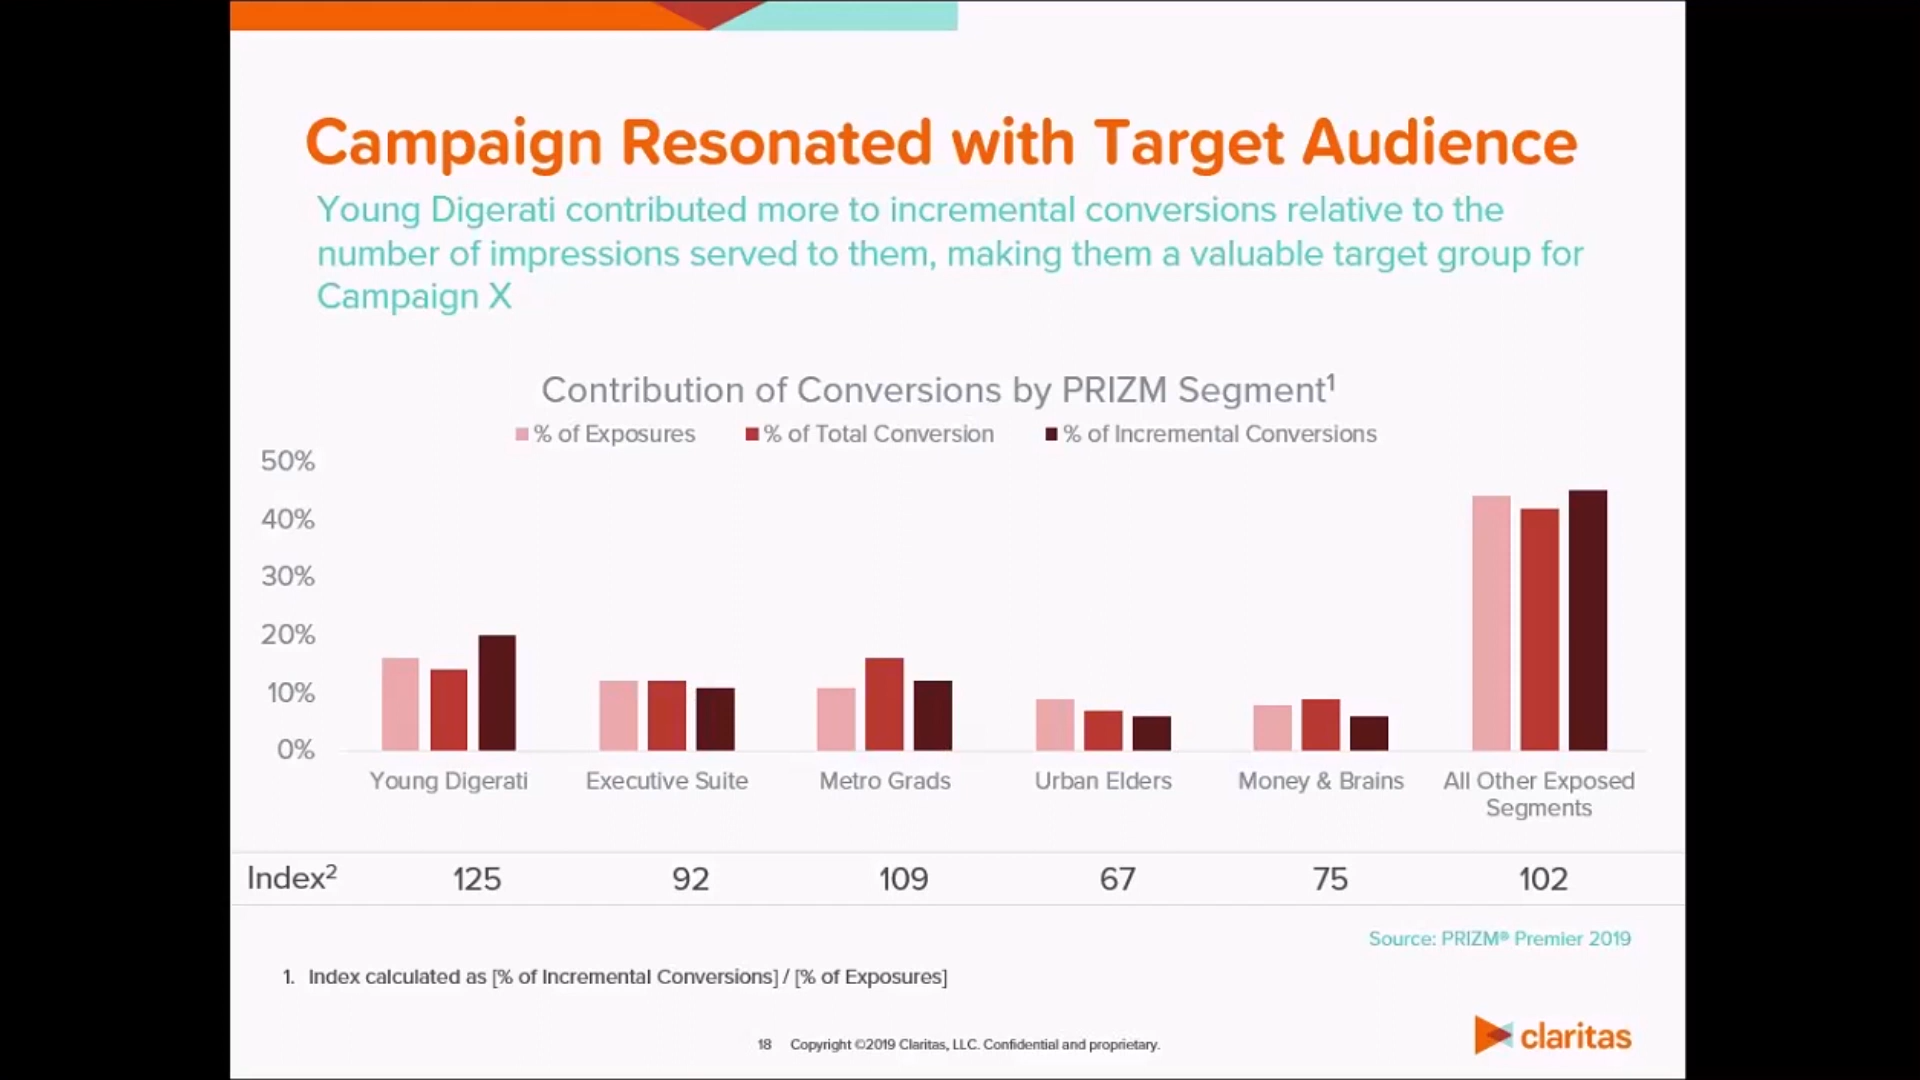 Campaign Resonated with Target Audience
Young Digerati contributed more to incremental conversions relative to the
number of impressions served to them, making them a valuable target group for
Campaign X
Contribution of Conversions by PRIZM Segment¹
% of Exposures % of Total Conversion % of Incremental Conversions
50%
40%
30%
20%
10%
0%
Young Digerati Executive Suite Metro Grads Urban Elders Money & Brains All Other Exposed
Segments
Index² 125 92 109 67 75 102
Source: PRIZM® Premier 2019
1. Index calculated as [% of Incremental Conversions] / [% of Exposures]
18 Copyright ©2019 Claritas, LLC. Confidential and proprietary.
claritas